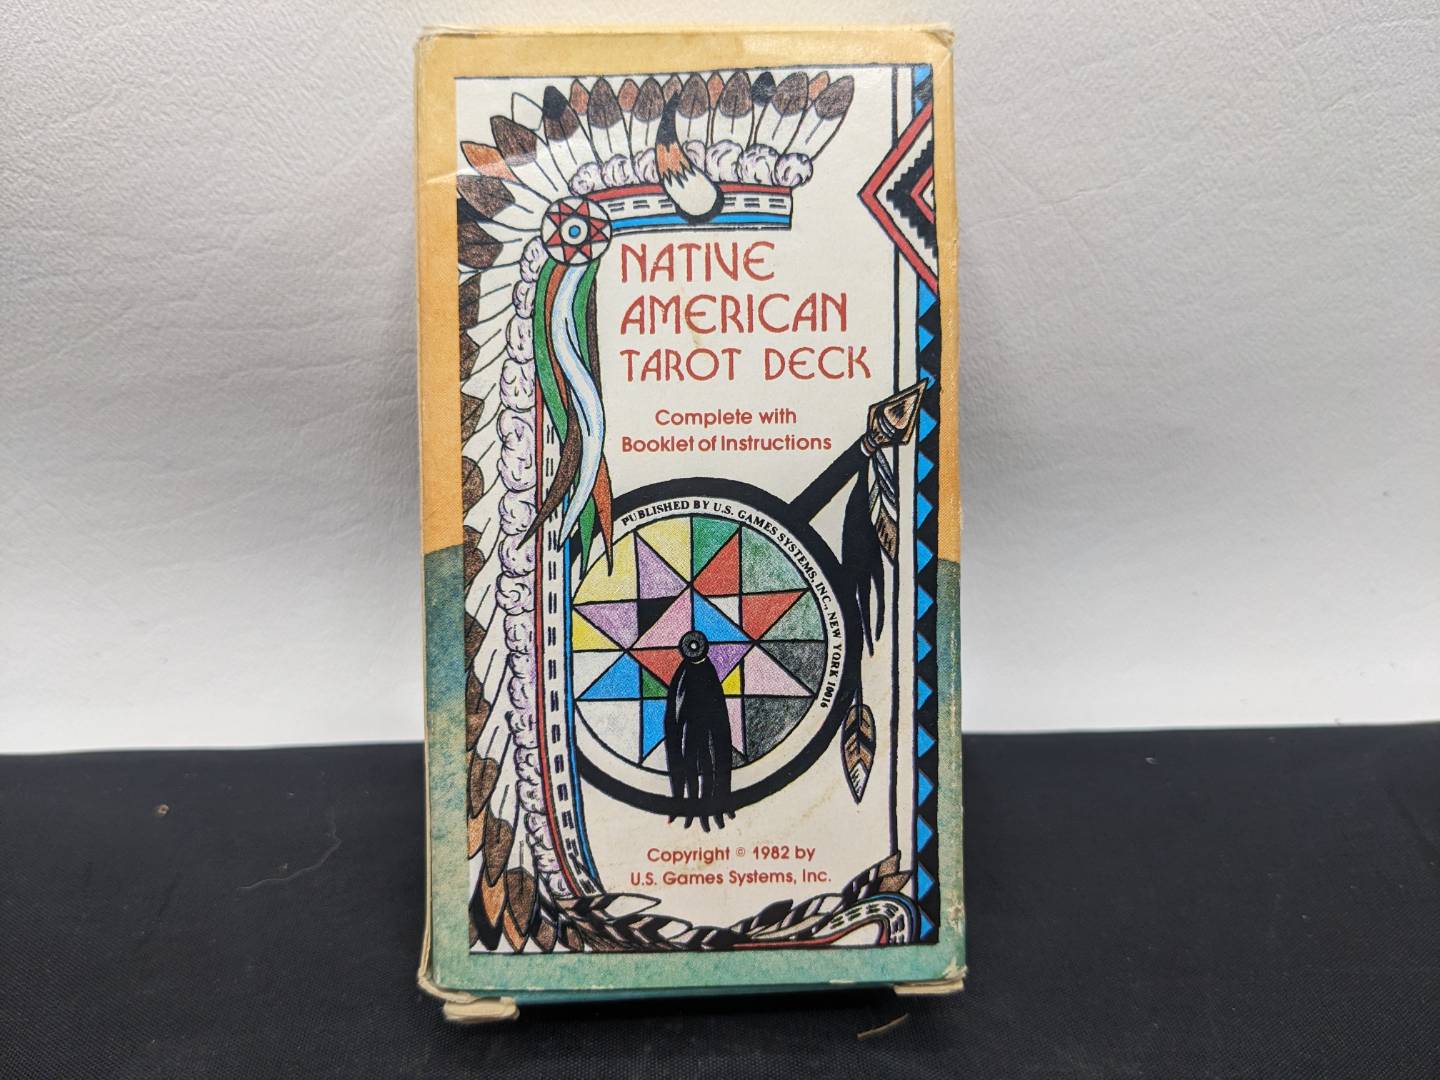 NATIVE
AMERICAN
TAROT DECK
Complete with
Booklet of Instructions
PUBLISHED BY U.S. GAMES SYSTEMS, INC., NEW YORK 10016
Copyright © 1982 by
U.S. Games Systems, Inc.